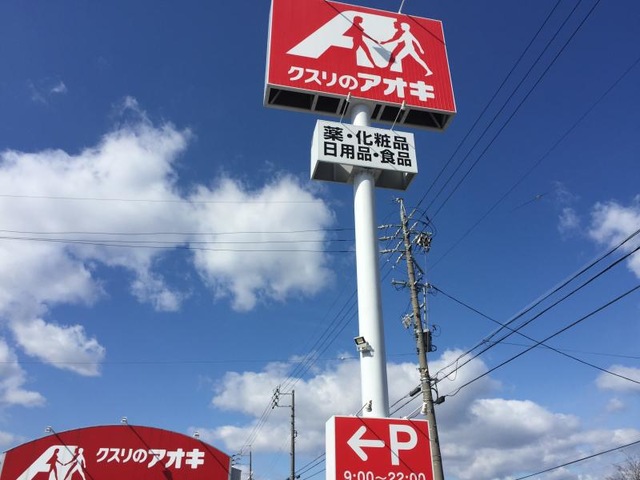 クスリのアオキ
薬・化粧品
日用品・食品
←P
9:00~22:00
クスリのアオキ